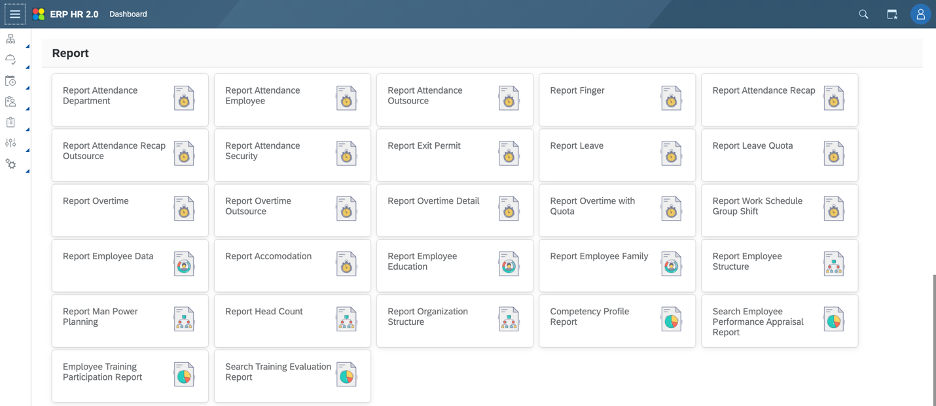 ERP HR 2.0 Dashboard
Report
Report Attendance
Department
Report Attendance
Employee
Report Attendance
Outsource
Report Finger
Report Attendance Recap
Report Attendance Recap
Outsource
Report Attendance
Security
Report Exit Permit
Report Leave
Report Leave Quota
Report Overtime
Report Overtime
Outsource
Report Overtime Detail
Report Overtime with
Quota
Report Work Schedule
Group Shift
Report Employee Data
Report Accomodation
Report Employee
Education
Report Employee Family
Report Employee
Structure
Report Man Power
Planning
Report Head Count
Report Organization
Structure
Competency Profile
Report
Search Employee
Performance Appraisal
Report
Employee Training
Participation Report
Search Training Evaluation
Report